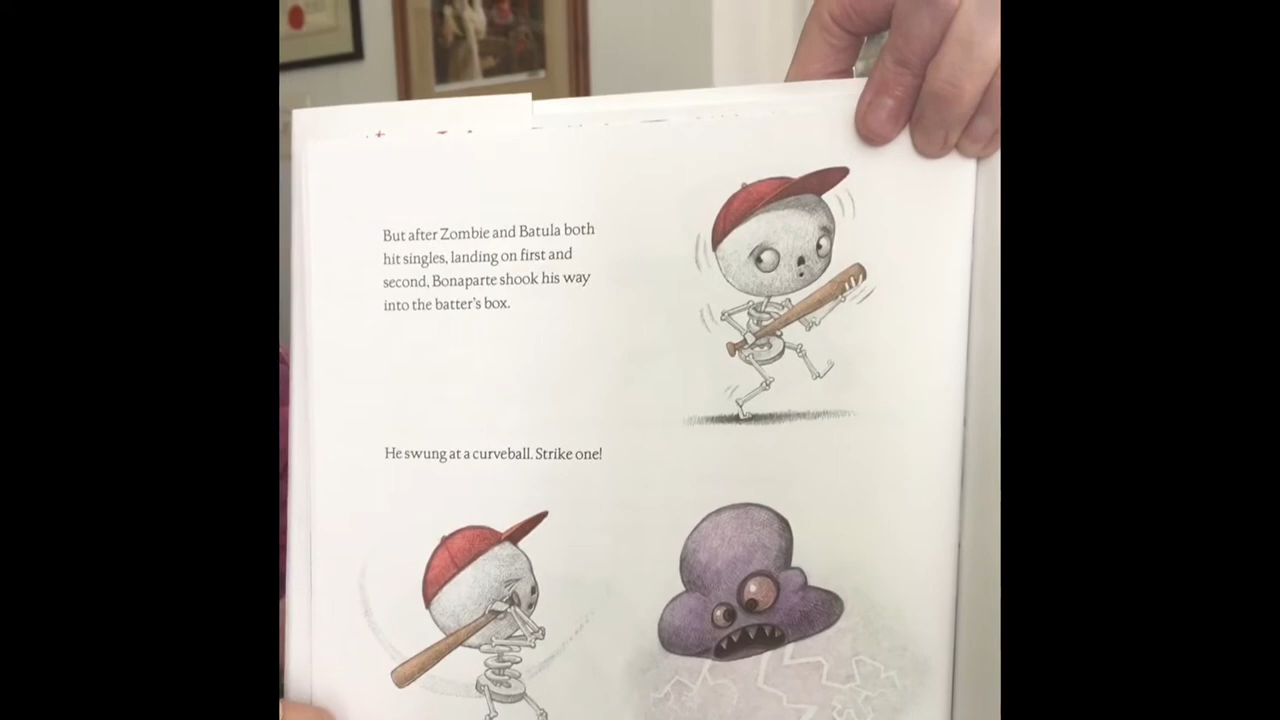 But after Zombie and Batula both
hit singles, landing on first and
second, Bonaparte shook his way
into the batter's box.
He swung at a curveball. Strike one!